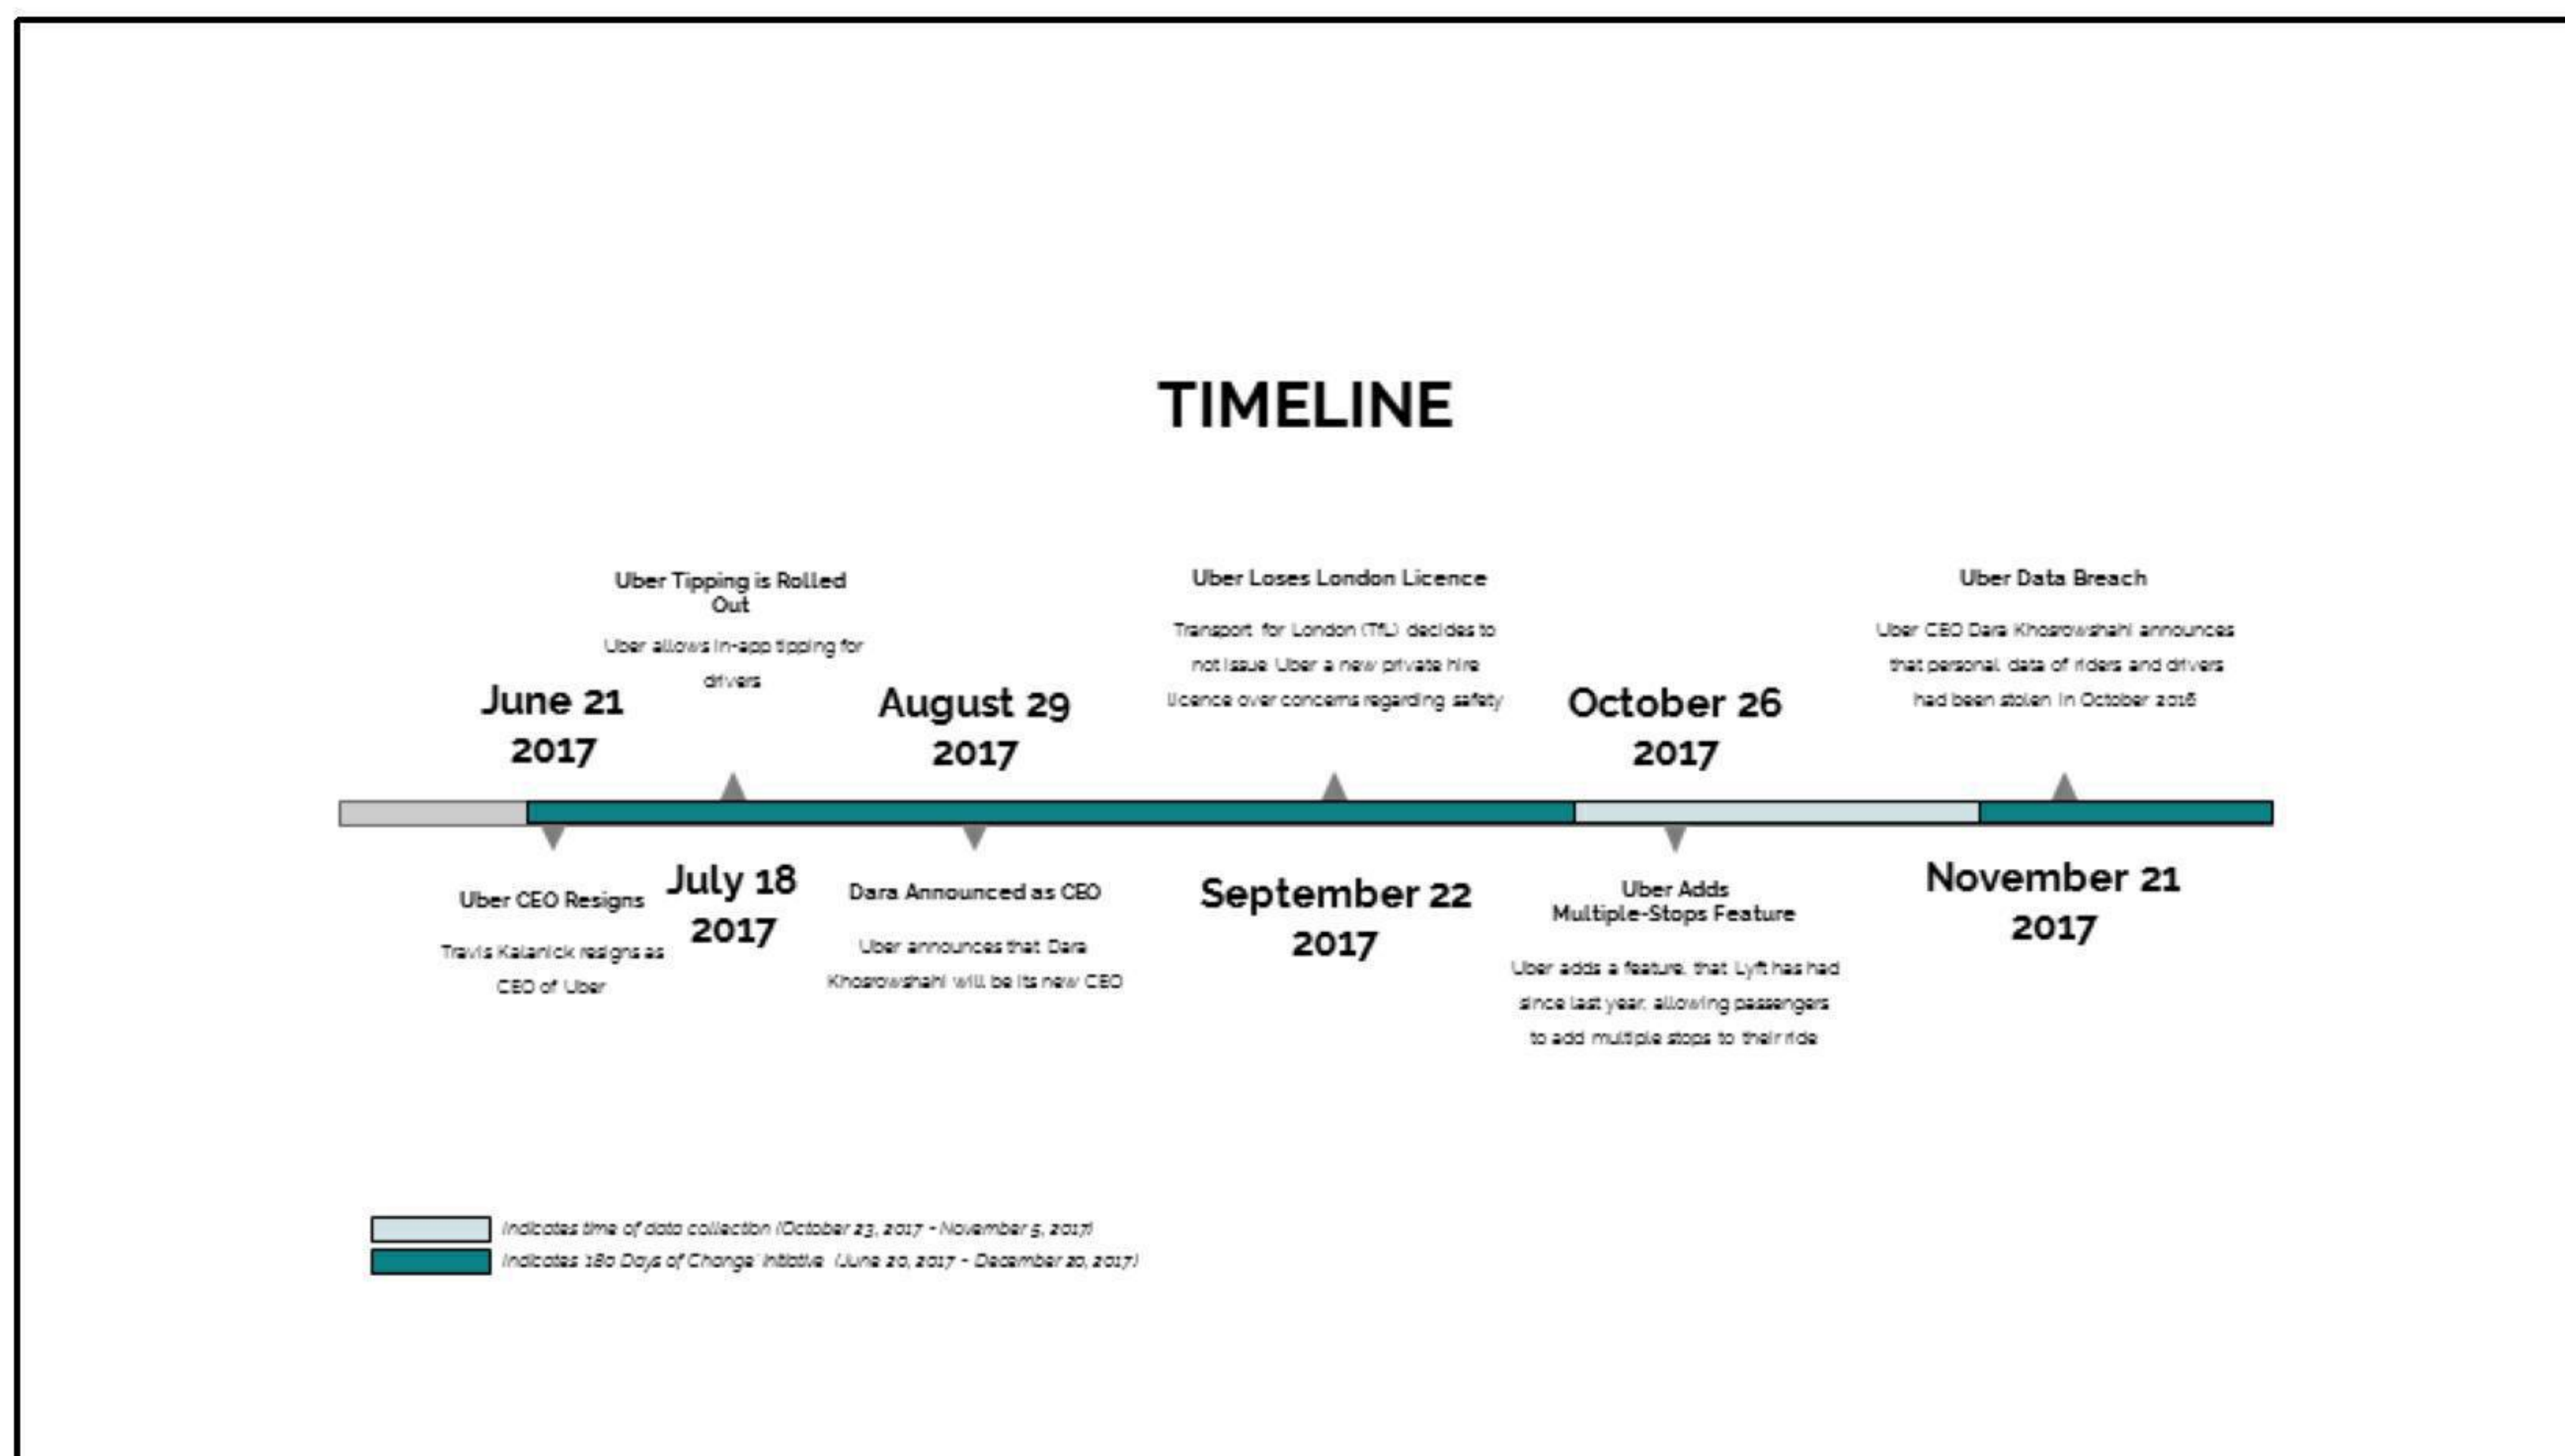 TIMELINE
Uber Tipping is Rolled
Out
Uber allows in-app tipping for
drivers
Uber Loses London Licence
Transport for London (TfL) decides to
not issue Uber a new private hire
licence over concerns regarding safety
Uber Data Breach
Uber CEO Dara Khosrowshahi announces
that personal data of riders and drivers
had been stolen in October 2016
June 21
2017
August 29
2017
October 26
2017
Uber CEO Resigns
Travis Kalanick resigns as
CEO of Uber
July 18
2017
Dara Announced as CEO
Uber announces that Dara
Khosrowshahi will be its new CEO
September 22
2017
Uber Adds
Multiple-Stops Feature
Uber adds a feature, that Lyft has had
since last year, allowing passengers
to add multiple stops to their ride
November 21
2017
Indicates time of data collection (October 23, 2017 - November 5, 2017)
Indicates '180 Days of Change' initiative (June 20, 2017 - December 20, 2017)